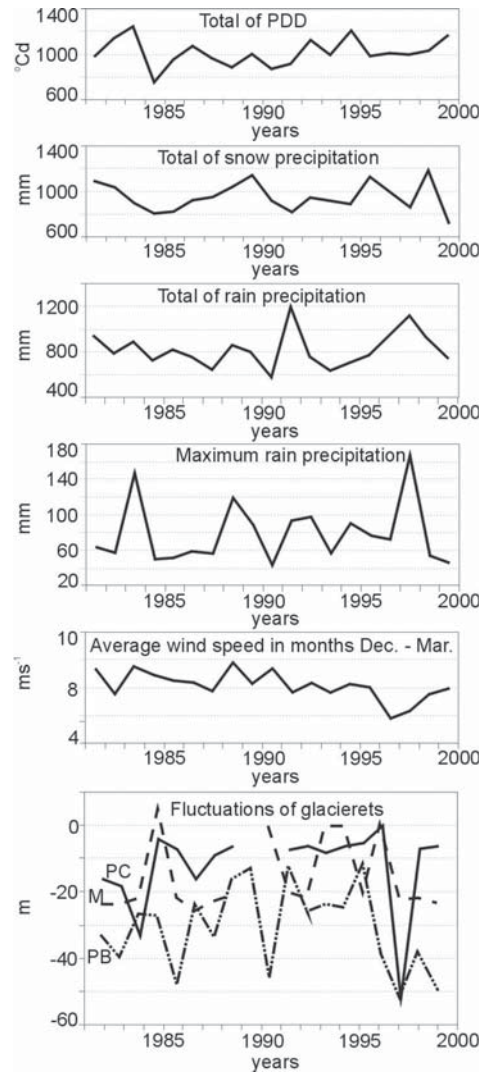 Total of PDD
1400
1000
600
°Cd
1985 1990 1995 2000
years
Total of snow precipitation
1400
1000
600
mm
1985 1990 1995 2000
years
Total of rain precipitation
1200
800
400
mm
1985 1990 1995 2000
years
Maximum rain precipitation
180
140
100
60
20
mm
1985 1990 1995 2000
years
Average wind speed in months Dec. - Mar.
10
8
4
ms⁻¹
1985 1990 1995 2000
years
Fluctuations of glacierets
0
-20
-40
-60
m
PC
M
PB
1985 1990 1995 2000
years